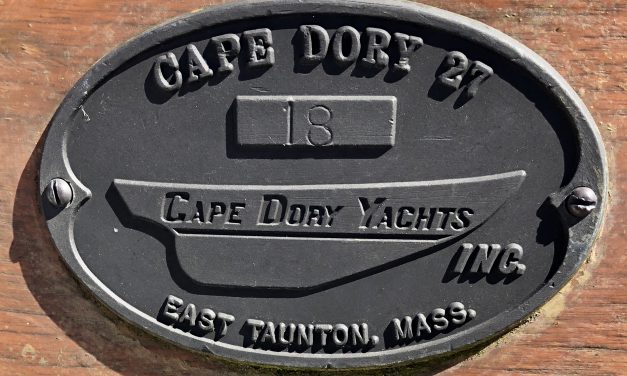 CAPE DORY 27
18
CAPE DORY YACHTS
INC.
EAST TAUNTON, MASS.